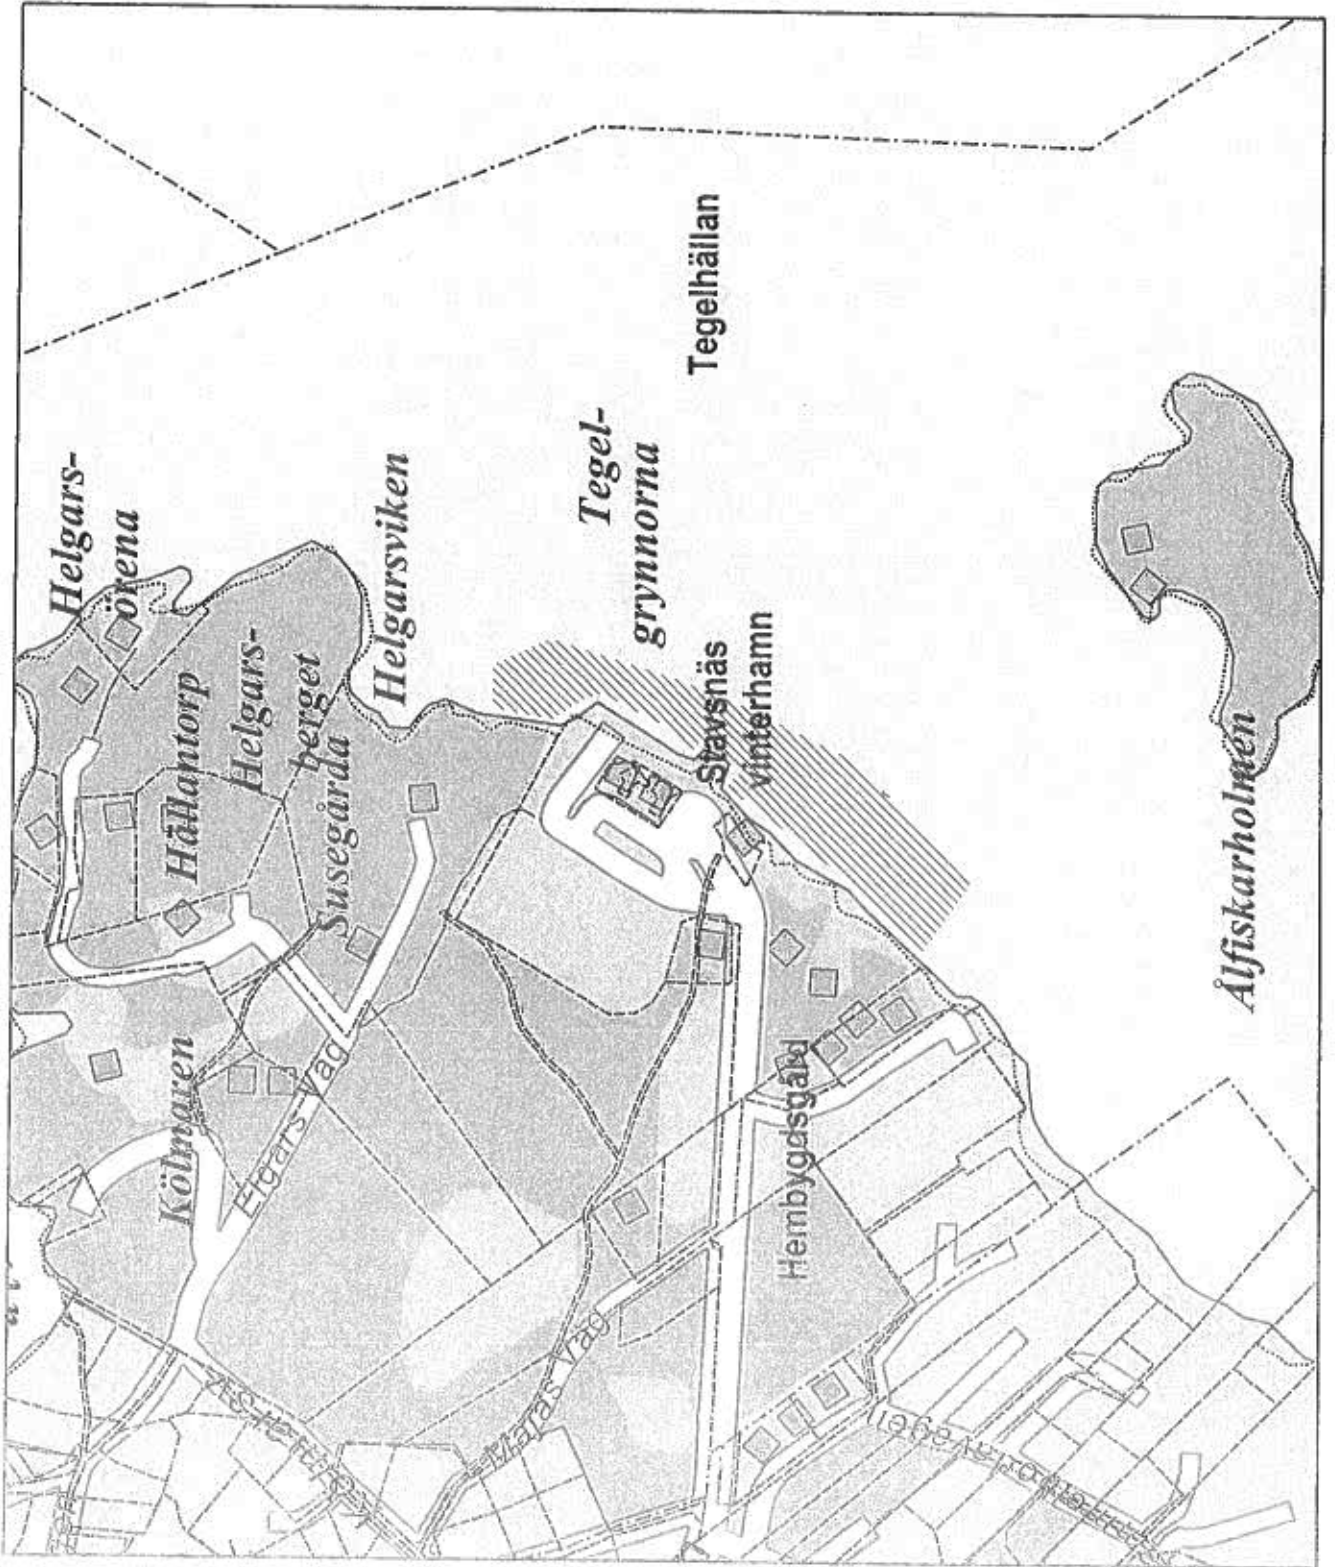 Helgars-
örena
Hällantorp
Helgars-
berget
Susegårda
Helgarsviken
Tegel-
grynnorna
Tegelhällan
Stavsnäs
vinterhamn
Ålfiskarholmen
Kölmaren
Elgars väg
Hembygdsgård
Majas väg